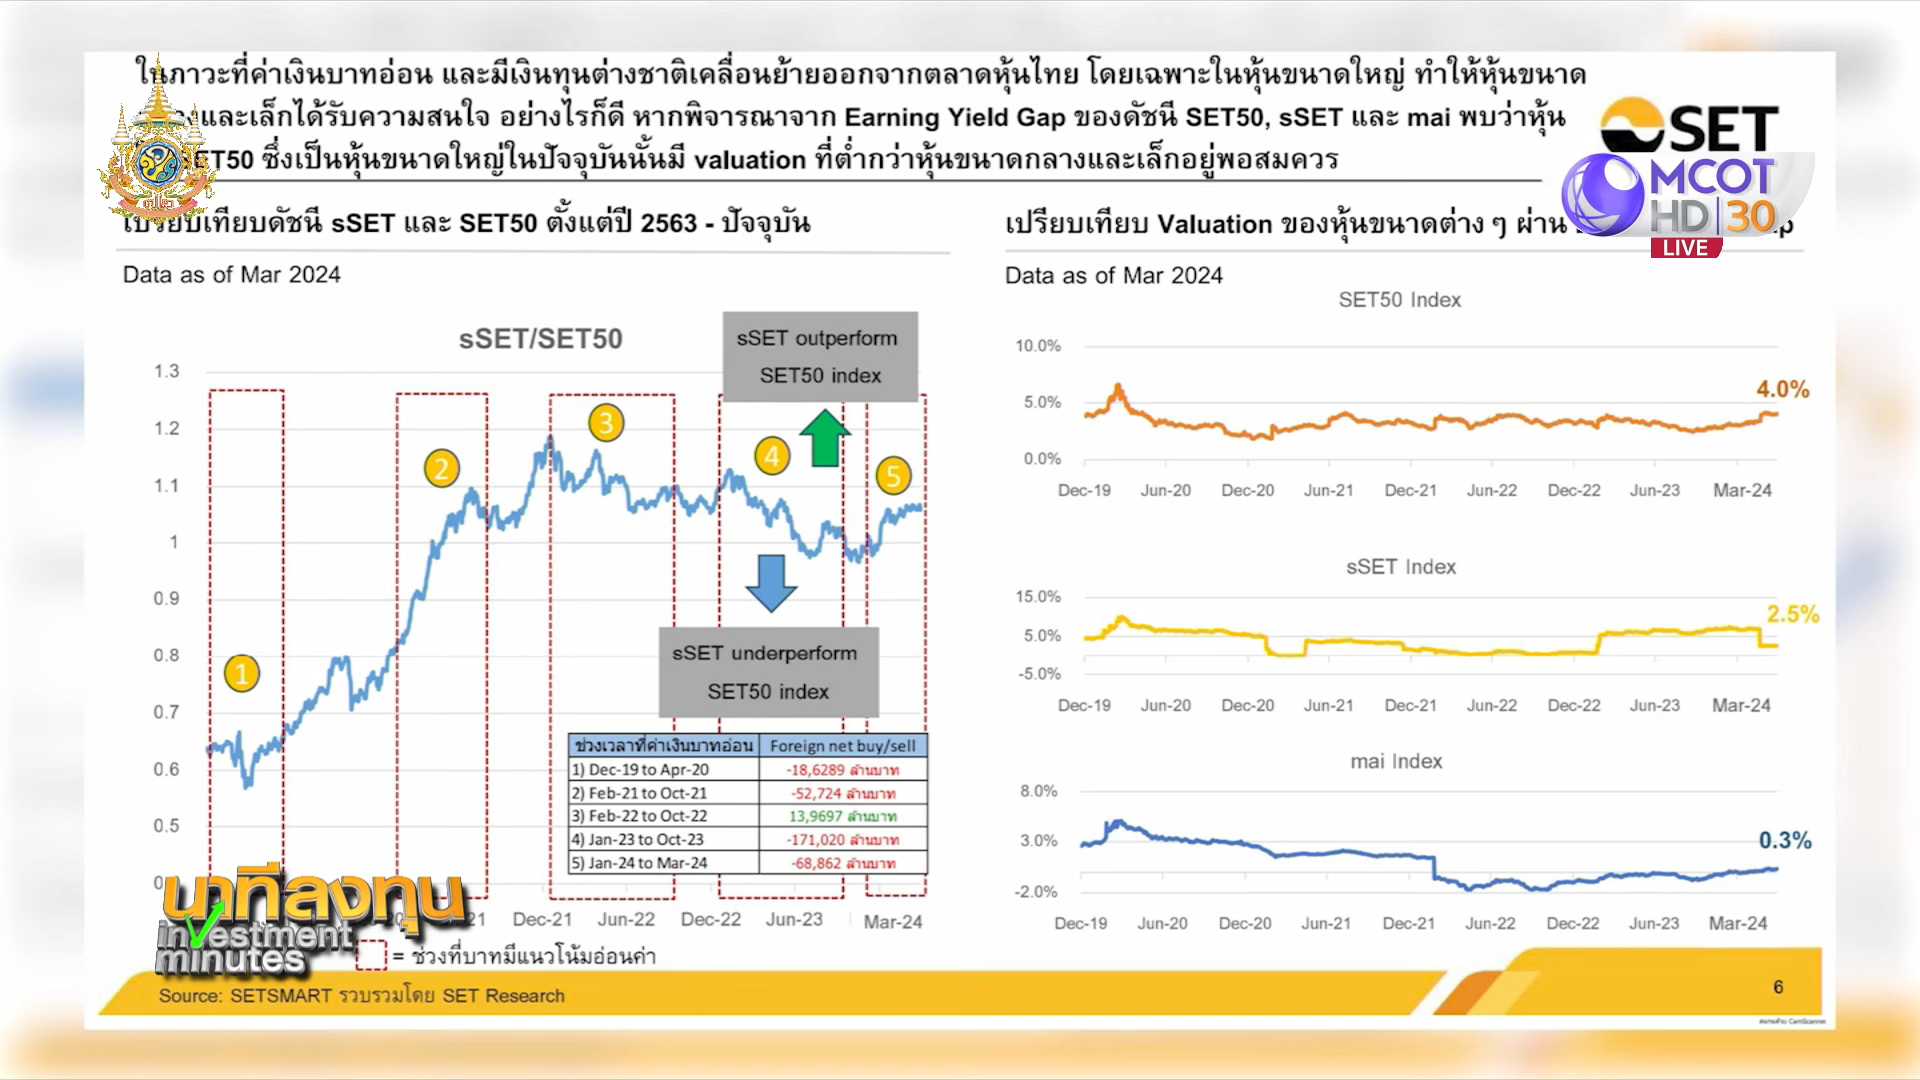 ในภาวะที่ค่าเงินบาทอ่อน และมีเงินทุนต่างชาติเคลื่อนย้ายออกจากตลาดหุ้นไทย โดยเฉพาะในหุ้นขนาดใหญ่ ทำให้หุ้นขนาด
และเล็กได้รับความสนใจ อย่างไรก็ดี หากพิจารณาจาก Earning Yield Gap ของดัชนี SET50, sSET และ mai พบว่าหุ้น
SET50 ซึ่งเป็นหุ้นขนาดใหญ่ในปัจจุบันนั้นมี valuation ที่ต่ำกว่าหุ้นขนาดกลางและเล็กอยู่พอสมควร
SET
MCOT
HD 30
LIVE
เปรียบเทียบดัชนี sSET และ SET50 ตั้งแต่ปี 2563 - ปัจจุบัน
Data as of Mar 2024
sSET/SET50
1.3
1.2
1.1
1
0.9
0.8
0.7
0.6
0.5
1
2
3
4
5
sSET outperform
SET50 index
sSET underperform
SET50 index
ช่วงเวลาที่ค่าเงินบาทอ่อน Foreign net buy/sell
1) Dec-19 to Apr-20 -18,6289 ล้านบาท
2) Feb-21 to Oct-21 -52,724 ล้านบาท
3) Feb-22 to Oct-22 13,9697 ล้านบาท
4) Jan-23 to Oct-23 -171,020 ล้านบาท
5) Jan-24 to Mar-24 -68,862 ล้านบาท
Dec-21 Jun-22 Dec-22 Jun-23 Mar-24
= ช่วงที่บาทมีแนวโน้มอ่อนค่า
เปรียบเทียบ Valuation ของหุ้นขนาดต่าง ๆ ผ่าน
Data as of Mar 2024
SET50 Index
10.0%
5.0%
0.0%
4.0%
Dec-19 Jun-20 Dec-20 Jun-21 Dec-21 Jun-22 Dec-22 Jun-23 Mar-24
sSET Index
15.0%
5.0%
-5.0%
2.5%
Dec-19 Jun-20 Dec-20 Jun-21 Dec-21 Jun-22 Dec-22 Jun-23 Mar-24
mai Index
8.0%
3.0%
-2.0%
0.3%
Dec-19 Jun-20 Dec-20 Jun-21 Dec-21 Jun-22 Dec-22 Jun-23 Mar-24
นาทีลงทุน
investment
minutes
Source: SETSMART รวบรวมโดย SET Research
6
สแกนด้วย CamScanner